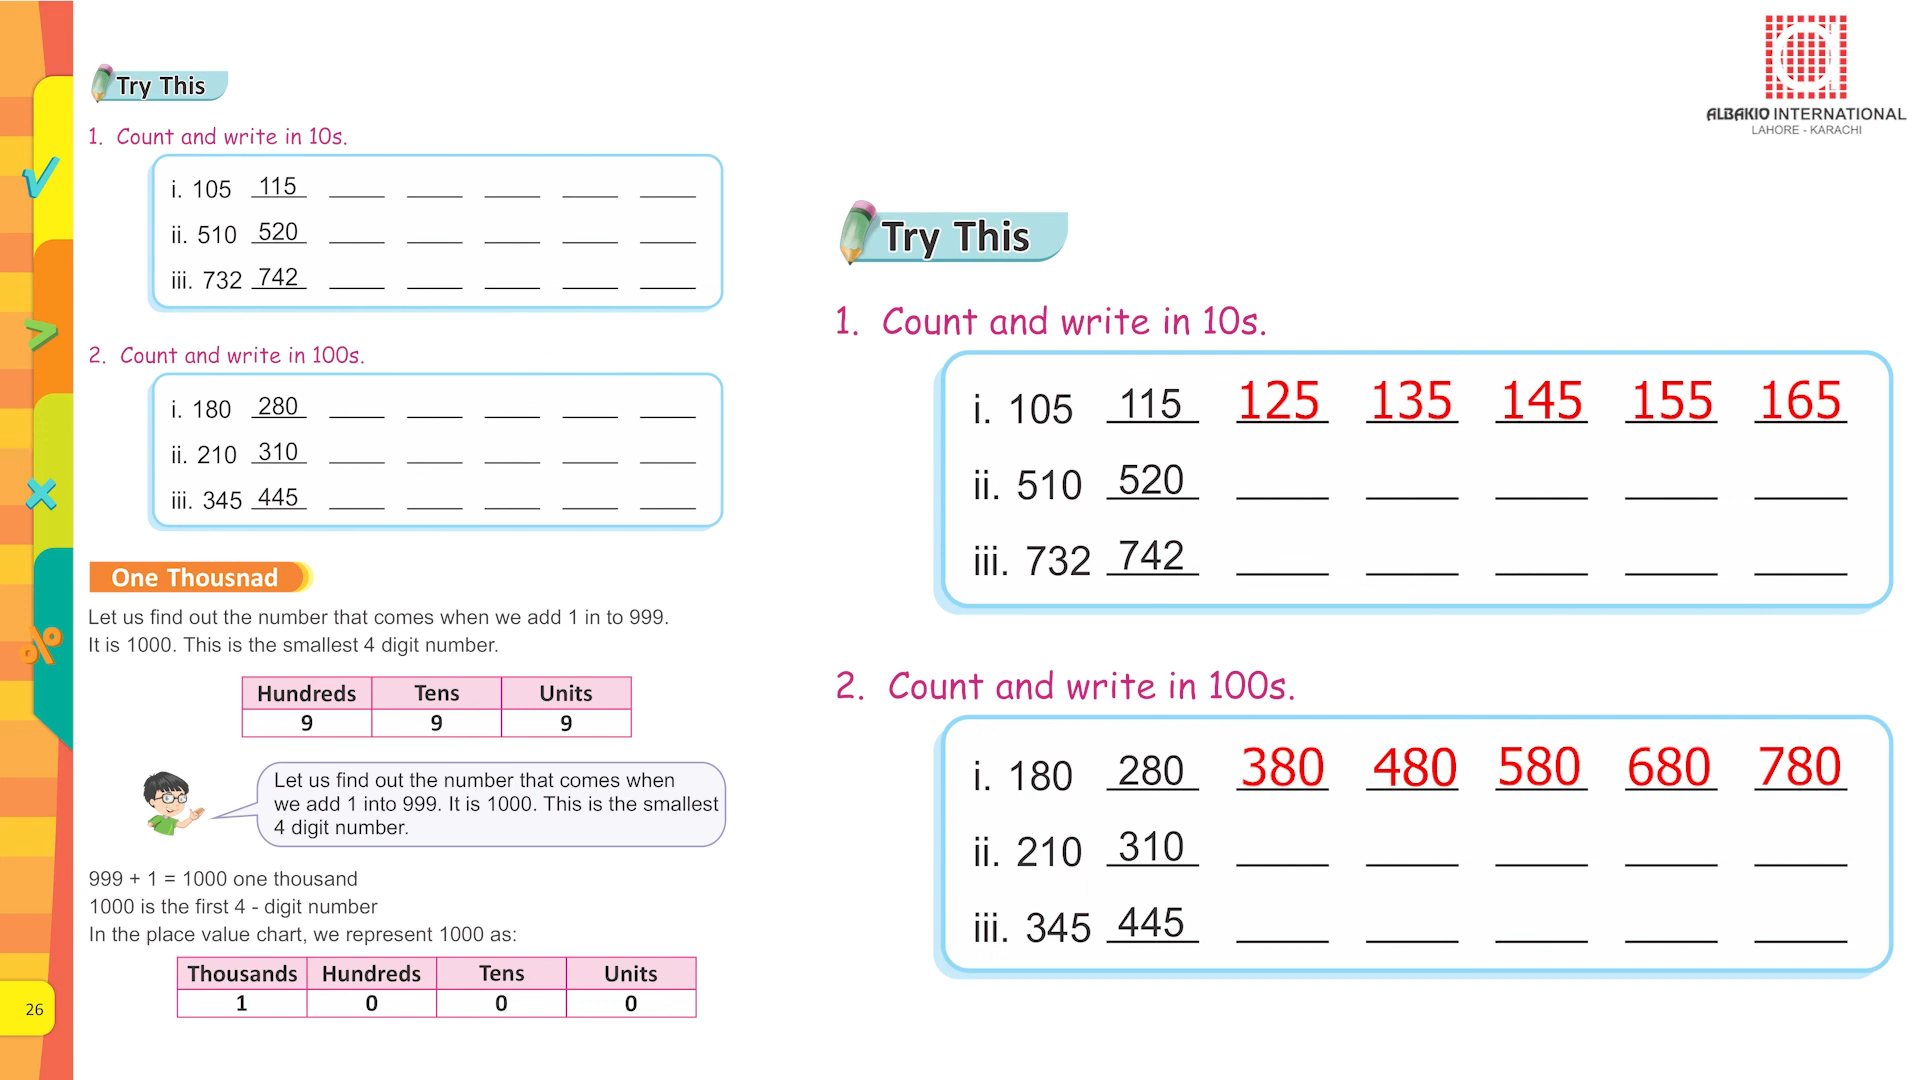 Try This
1. Count and write in 10s.
i. 105 115
ii. 510 520
iii. 732 742
2. Count and write in 100s.
i. 180 280
ii. 210 310
iii. 345 445
One Thousnad
Let us find out the number that comes when we add 1 in to 999.
It is 1000. This is the smallest 4 digit number.
Hundreds Tens Units
9 9 9
Let us find out the number that comes when
we add 1 into 999. It is 1000. This is the smallest
4 digit number.
999 + 1 = 1000 one thousand
1000 is the first 4 - digit number
In the place value chart, we represent 1000 as:
Thousands Hundreds Tens Units
1 0 0 0
26
ALBAKIO INTERNATIONAL
LAHORE - KARACHI
Try This
1. Count and write in 10s.
i. 105 115 125 135 145 155 165
ii. 510 520
iii. 732 742
2. Count and write in 100s.
i. 180 280 380 480 580 680 780
ii. 210 310
iii. 345 445